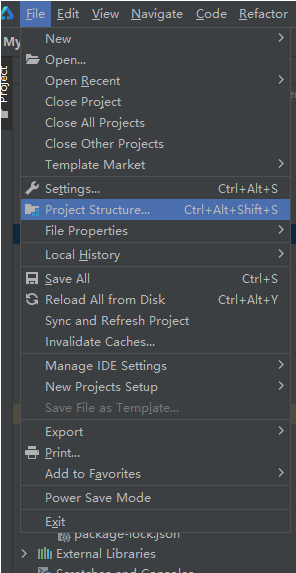 File Edit View Navigate Code Refactor
My
Project
New
Open...
Open Recent
Close Project
Close All Projects
Close Other Projects
Template Market
Settings... Ctrl+Alt+S
Project Structure... Ctrl+Alt+Shift+S
File Properties
Local History
Save All Ctrl+S
Reload All from Disk Ctrl+Alt+Y
Sync and Refresh Project
Invalidate Caches...
Manage IDE Settings
New Projects Setup
Save File as Template...
Export
Print...
Add to Favorites
Power Save Mode
Exit
package-lock.json
External Libraries
Scratches and Consoles